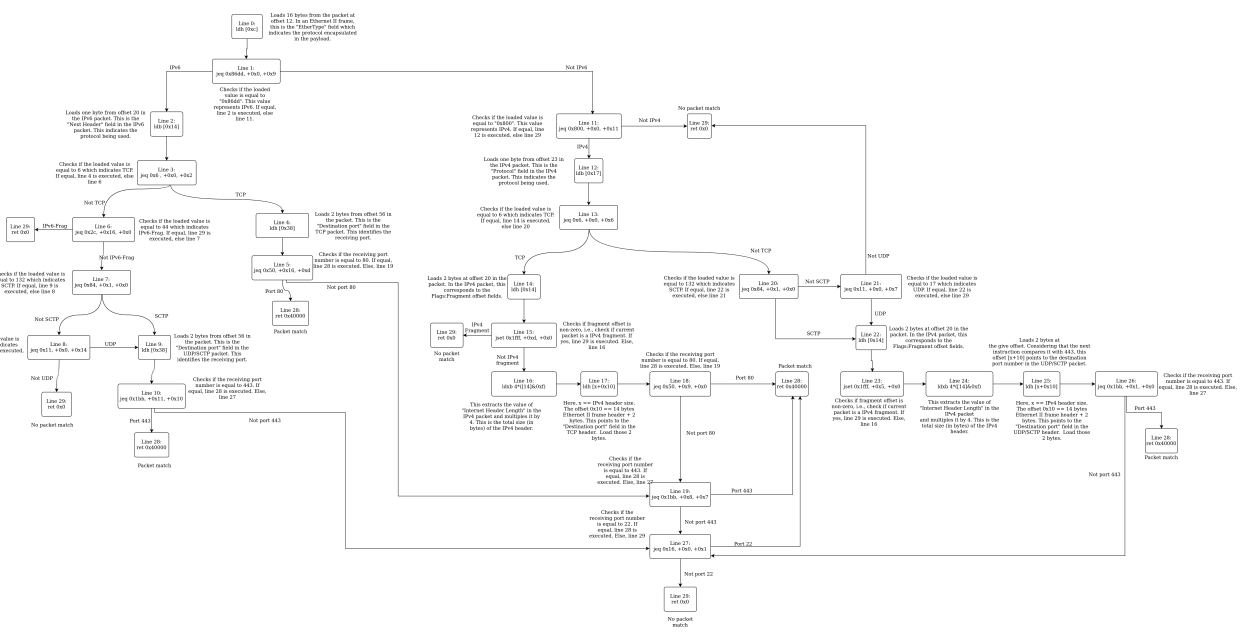 Line 0:
ldh [0xc]
Loads 16 bytes from the packet at
offset 12. In an Ethernet II frame,
this is the "EtherType" field which
indicates the protocol encapsulated
in the payload.
IPv6
Line 1:
jeq 0x86dd, +0x0, +0x9
Not IPv6
Checks if the loaded
value is equal to
"0x86dd". This value
represents IPv6. If equal,
line 2 is executed, else
line 11.
Loads one byte from offset 20 in
the IPv6 packet. This is the
"Next Header" field in the IPv6
packet. This indicates the
protocol being used.
Line 2:
ldb [0x14]
Checks if the loaded value is
equal to "0x800". This value
represents IPv4. If equal, line
12 is executed, else line 29
Line 11:
jeq 0x800, +0x0, +0x11
Not IPv4
No packet match
Line 29:
ret 0x0
IPv4
Checks if the loaded value is
equal to 6 which indicates TCP.
If equal, line 4 is executed, else
line 6
Line 3:
jeq 0x6 , +0x0, +0x2
Loads one byte from offset 23 in
the IPv4 packet. This is the
"Protocol" field in the IPv4
packet. This indicates the
protocol being used.
Line 12:
ldb [0x17]
Not TCP
TCP
Line 29:
ret 0x0
IPv6-Frag
Line 6:
jeq 0x2c, +0x16, +0x0
Checks if the loaded value is
equal to 44 which indicates
IPv6-Frag. If equal, line 29 is
executed, else line 7
Line 4:
ldh [0x38]
Loads 2 bytes from offset 56 in
the packet. This is the
"Destination port" field in the
TCP packet. This identifies the
receiving port.
Checks if the loaded value is
equal to 6 which indicates TCP.
If equal, line 14 is executed,
else line 20
Line 13:
jeq 0x6, +0x0, +0x6
Not IPv6-Frag
Line 5:
jeq 0x50, +0x16, +0xd
Checks if the receiving port
number is equal to 80. If equal,
line 28 is executed. Else, line 19
TCP
Not TCP
Not UDP
ecks if the loaded value is
ual to 132 which indicates
SCTP. If equal, line 9 is
executed, else line 8
Line 7:
jeq 0x84, +0x1, +0x0
Port 80
Not port 80
Line 28:
ret 0x40000
Packet match
Loads 2 bytes at offset 20 in the
packet. In the IPv4 packet, this
corresponds to the
Flags:Fragment offset fields.
Line 14:
ldh [0x14]
Checks if the loaded value is
equal to 132 which indicates
SCTP. If equal, line 22 is
executed, else line 21
Line 20:
jeq 0x84, +0x1, +0x0
Not SCTP
Line 21:
jeq 0x11, +0x0, +0x7
Checks if the loaded value is
equal to 17 which indicates
UDP. If equal, line 22 is
executed, else line 29
Not SCTP
SCTP
SCTP
UDP
value is
dicates
executed,
Line 8:
jeq 0x11, +0x0, +0x14
UDP
Line 9:
ldh [0x38]
Loads 2 bytes from offset 56 in
the packet. This is the
"Destination port" field in the
UDP/SCTP packet. This
identifies the receiving port.
Line 29:
ret 0x0
No packet
match
IPv4
Fragment
Line 15:
jset 0x1fff, +0xd, +0x0
Checks if fragment offset is
non-zero, i.e., check if current
packet is a IPv4 fragment. If
yes, line 29 is executed. Else,
line 16
Line 22:
ldh [0x14]
Loads 2 bytes at offset 20 of the
packet. In the IPv4 packet, this
corresponds to the
Flags:Fragment offset fields.
Not UDP
Line 29:
ret 0x0
No packet match
Line 10:
jeq 0x1bb, +0x11, +0x10
Checks if the receiving port
number is equal to 443. If
equal, line 28 is executed. Else,
line 27
Port 443
Not port 443
Line 28:
ret 0x40000
Packet match
Not IPv4
fragment
Line 16:
ldxb 4*([14]&0xf)
This extracts the value of
"Internet Header Length" in the
IPv4 packet and multiplies it by
4. This is the total size (in
bytes) of the IPv4 header.
Line 17:
ldh [x+0x10]
Here, x == IPv4 header size.
The offset 0x10 == 14 bytes
Ethernet II frame header + 2
bytes. This points to the
"Destination port" field in the
TCP header. Load those 2
bytes.
Checks if the receiving port
number is equal to 80. If equal,
line 28 is executed. Else, line 19
Line 18:
jeq 0x50, +0x9, +0x0
Port 80
Packet match
Line 28:
ret 0x40000
Line 23:
jset 0x1fff, +0x5, +0x0
Checks if fragment offset is
non-zero, i.e., check if current
packet is a IPv4 fragment. If
yes, line 29 is executed. Else,
line 16
Line 24:
ldxb 4*([14]&0xf)
This extracts the value of
"Internet Header Length" in the
IPv4 packet
and multiplies it by 4. This is the
total size (in bytes) of the IPv4
header.
Loads 2 bytes at
the give offset. Considering that the next
instruction compares it with 443, this
offset [x+10] points to the destination
port number in the UDP/SCTP packet.
Line 25:
ldh [x+0x10]
Here, x == IPv4 header size.
The offset 0x10 == 14 bytes
Ethernet II frame header + 2
bytes. This points to the
"Destination port" field in the
UDP/SCTP header. Load those
2 bytes.
Line 26:
jeq 0x1bb, +0x1, +0x0
Checks if the receiving port
number is equal to 443. If
equal, line 28 is executed. Else,
line 27
Port 443
Line 28:
ret 0x40000
Packet match
Not port 80
Not port 443
Checks if the
receiving port number
is equal to 443. If
equal, line 28 is
executed. Else, line 27
Line 19:
jeq 0x1bb, +0x8, +0x7
Port 443
Not port 443
Checks if the
receiving port number
is equal to 22. If
equal, line 28 is
executed. Else, line 29
Line 27:
jeq 0x16, +0x0, +0x1
Port 22
Not port 22
Line 29:
ret 0x0
No packet
match